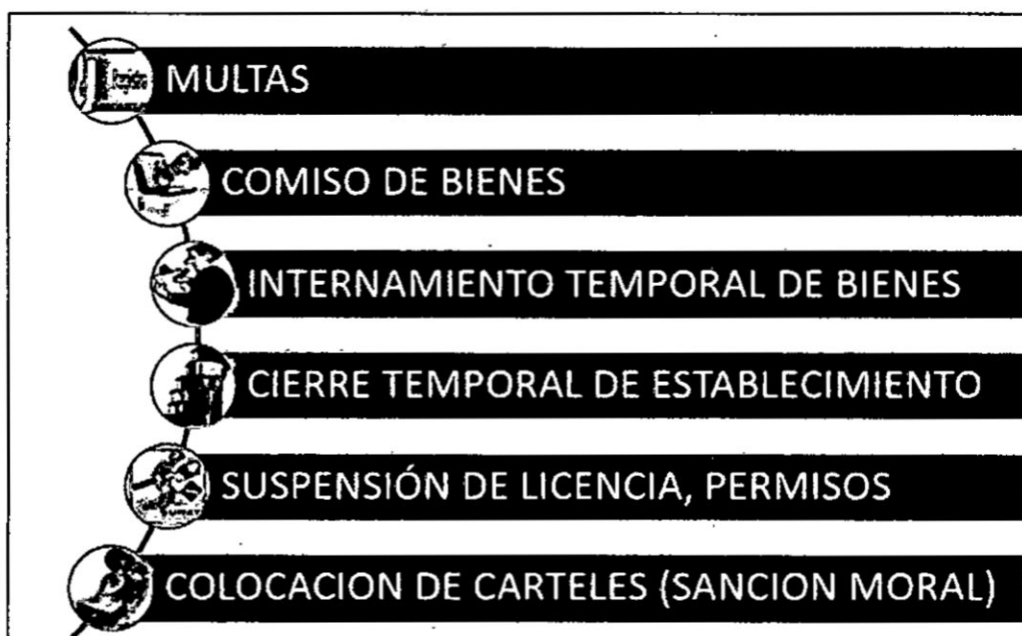 MULTAS
COMISO DE BIENES
INTERNAMIENTO TEMPORAL DE BIENES
CIERRE TEMPORAL DE ESTABLECIMIENTO
SUSPENSIÓN DE LICENCIA, PERMISOS
COLOCACION DE CARTELES (SANCION MORAL)